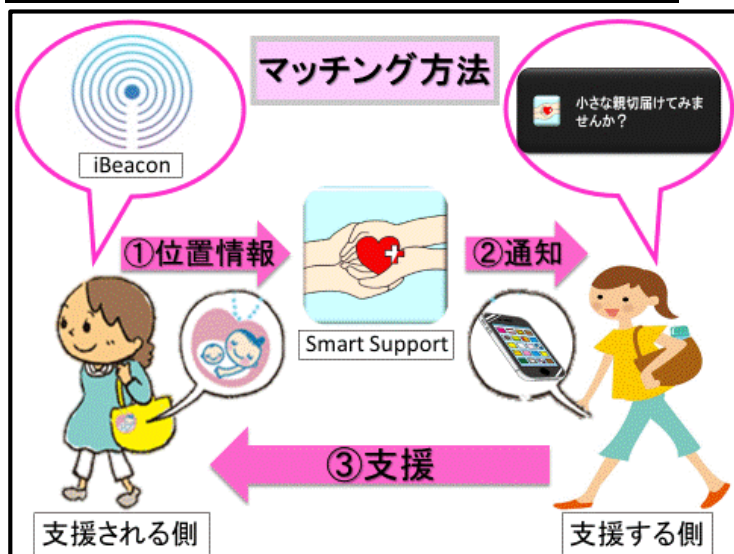 マッチング方法
iBeacon
小さな親切届けてみま
せんか？
①位置情報
②通知
Smart Support
③支援
支援される側
支援する側